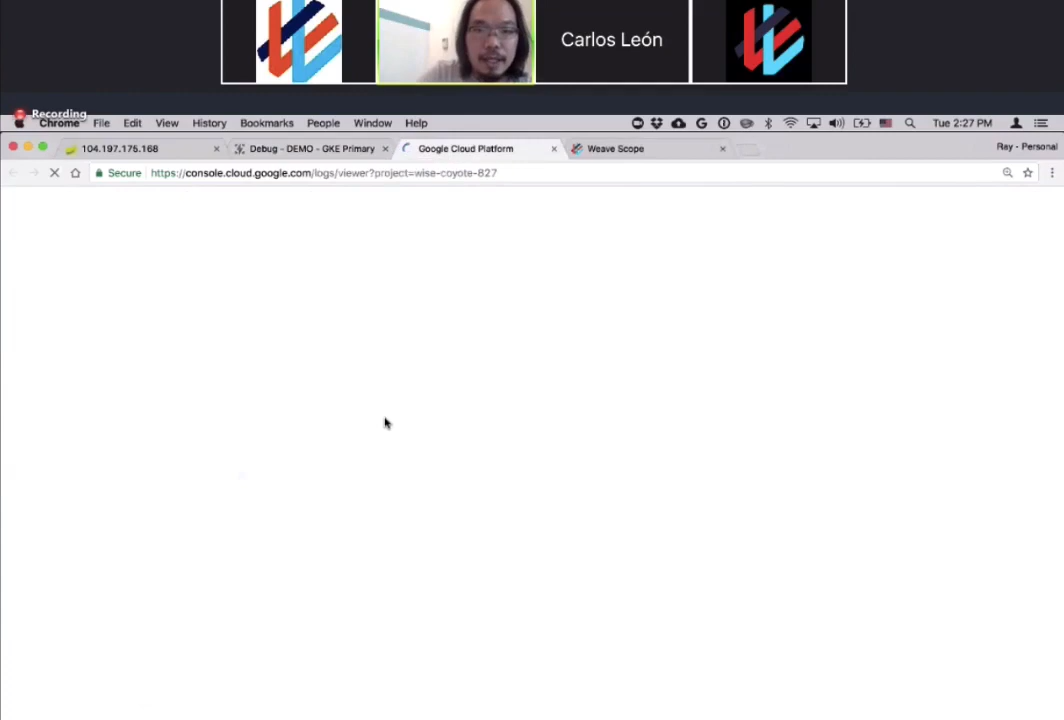 Carlos León
Recording
Chrome File Edit View History Bookmarks People Window Help Tue 2:27 PM
104.197.175.168 Debug - DEMO - GKE Primary Google Cloud Platform Weave Scope Ray - Personal
Secure https://console.cloud.google.com/logs/viewer?project=wise-coyote-827